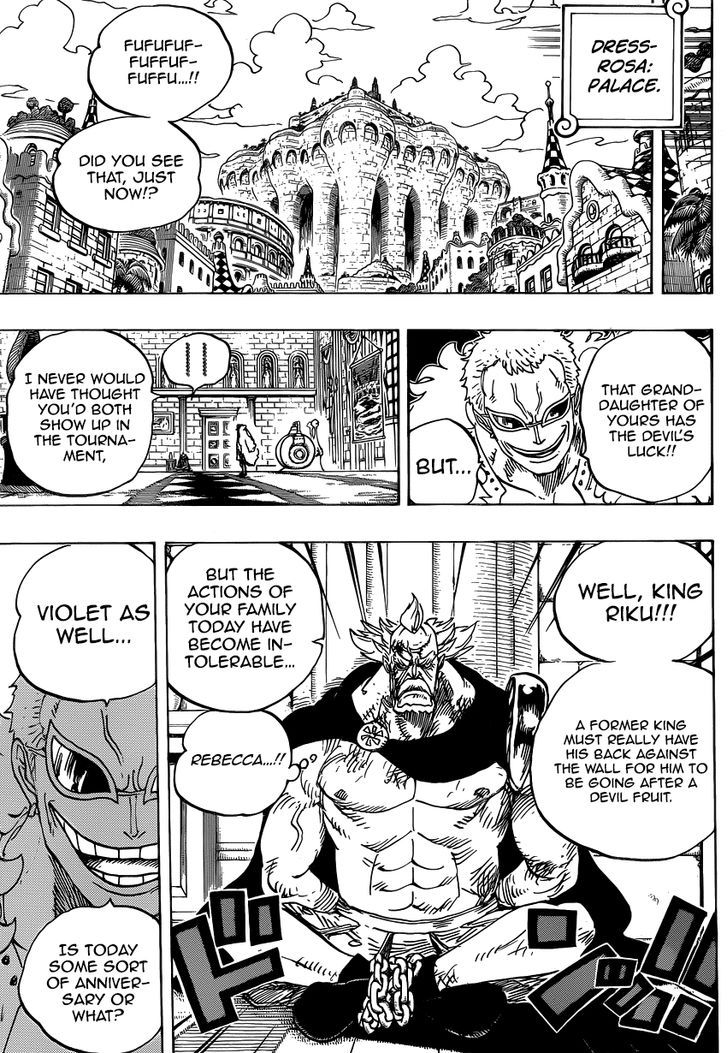 DRESS-
ROSA:
PALACE.
FUFUFUF-
FUFFUF-
FUFFU...!!
DID YOU SEE
THAT, JUST
NOW!?
THAT GRAND-
DAUGHTER OF
YOURS HAS
THE DEVIL'S
LUCK!!
BUT...
I NEVER WOULD
HAVE THOUGHT
YOU'D BOTH
SHOW UP IN
THE TOURNA-
MENT,
WELL, KING
RIKU!!!
A FORMER KING
MUST REALLY HAVE
HIS BACK AGAINST
THE WALL FOR HIM TO
BE GOING AFTER A
DEVIL FRUIT.
BUT THE
ACTIONS OF
YOUR FAMILY
TODAY HAVE
BECOME IN-
TOLERABLE...
REBECCA...!!
VIOLET AS
WELL...
IS TODAY
SOME SORT
OF ANNIVER-
SARY OR
WHAT?